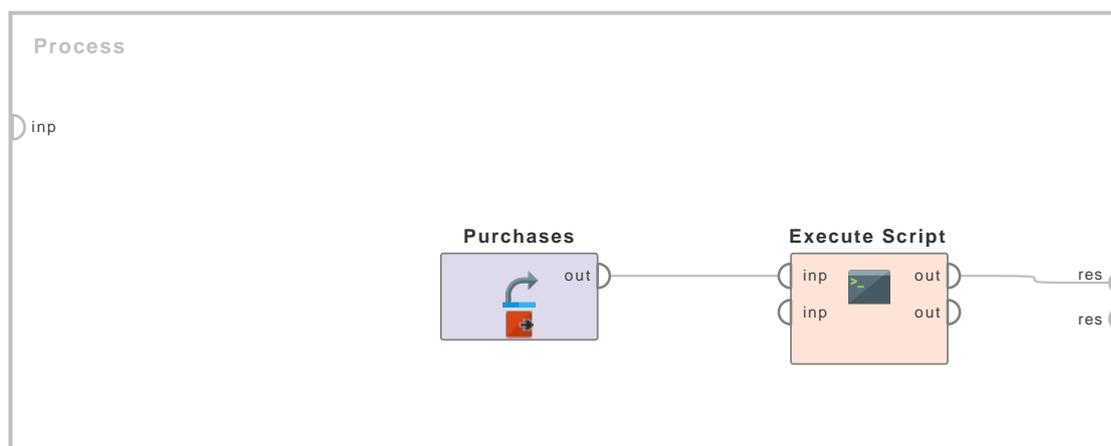 Process
inp
Purchases
out
Execute Script
inp
out
inp
out
res
res
>_